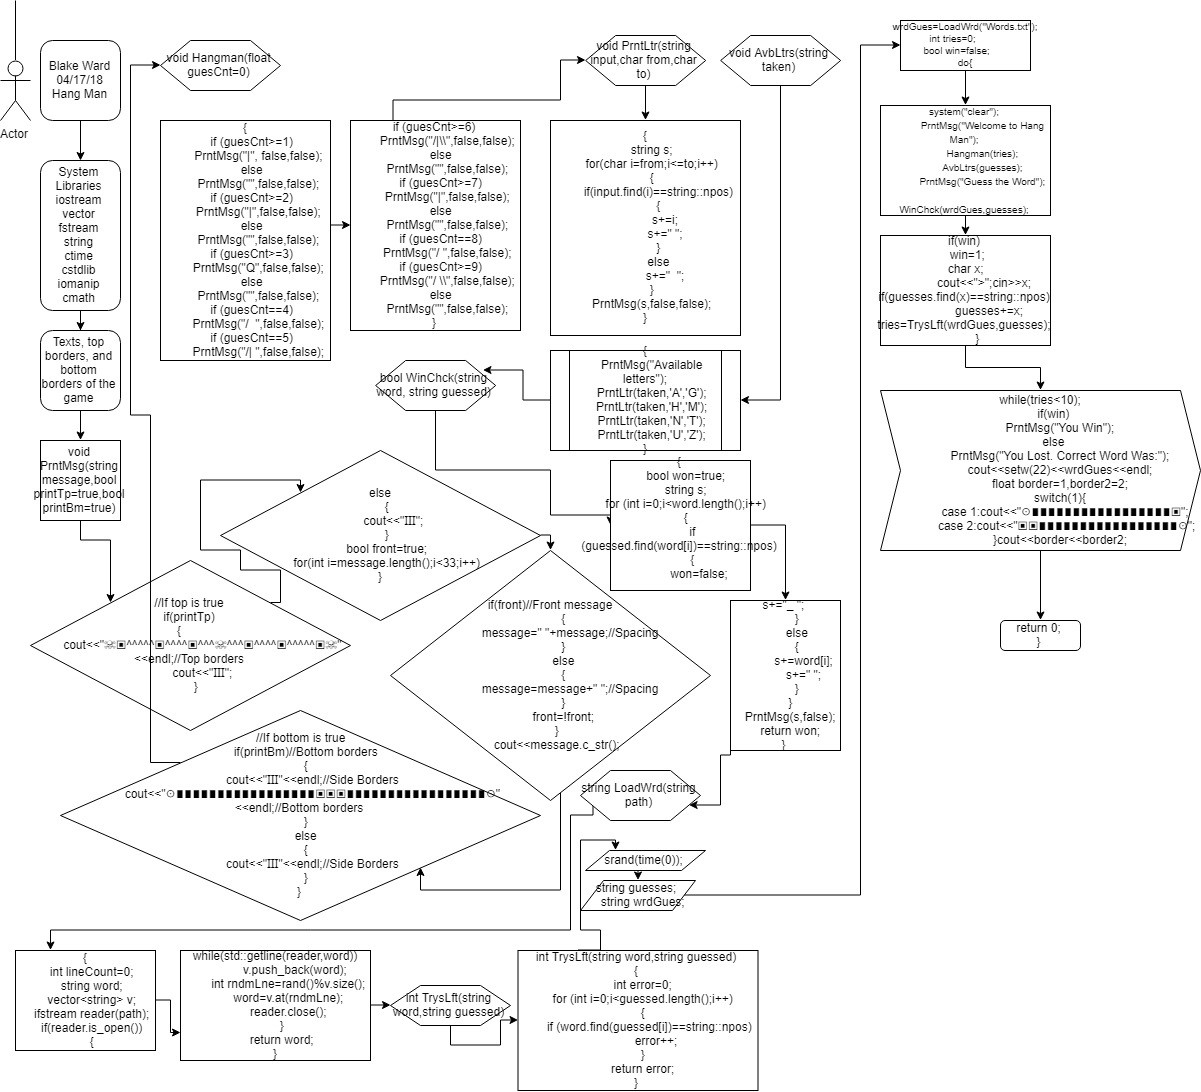 Actor
Blake Ward
04/17/18
Hang Man
System
Libraries
iostream
vector
fstream
string
ctime
cstdlib
iomanip
cmath
Texts, top
borders, and
bottom
borders of the
game
void
PrntMsg(string
message,bool
printTp=true,bool
printBm=true)
//If top is true
if(printTp)
{
cout<<"☠▣^^^^^▣^^^^▣^^^☠^^^▣^^^^▣^^^^^▣☠"
<<endl;//Top borders
cout<<"III";
}
else
{
cout<<"III";
}
bool front=true;
for(int i=message.length();i<33;i++)
}
if(front)//Front message
{
message=" "+message;//Spacing
}
else
{
message=message+" ";//Spacing
}
front=!front;
}
cout<<message.c_str();
//If bottom is true
if(printBm)//Bottom borders
{
cout<<"III"<<endl;//Side Borders
cout<<"⊙∎∎∎∎∎∎∎∎∎∎∎∎∎∎∎∎▣▣▣∎∎∎∎∎∎∎∎∎∎∎∎∎∎∎∎⊙"
<<endl;//Bottom borders
}
else
{
cout<<"III"<<endl;//Side Borders
}
}
void Hangman(float
guesCnt=0)
{
if (guesCnt>=1)
PrntMsg("|", false,false);
else
PrntMsg("",false,false);
if (guesCnt>=2)
PrntMsg("|",false,false);
else
PrntMsg("",false,false);
if (guesCnt>=3)
PrntMsg("Q",false,false);
else
PrntMsg("",false,false);
if (guesCnt==4)
PrntMsg("/  ",false,false);
if (guesCnt==5)
PrntMsg("/| ",false,false);
if (guesCnt>=6)
PrntMsg("/|\\",false,false);
else
PrntMsg("",false,false);
if (guesCnt>=7)
PrntMsg("|",false,false);
else
PrntMsg("",false,false);
if (guesCnt==8)
PrntMsg("/ ",false,false);
if (guesCnt>=9)
PrntMsg("/ \\",false,false);
else
PrntMsg("",false,false);
}
void PrntLtr(string
input,char from,char
to)
{
string s;
for(char i=from;i<=to;i++)
{
if(input.find(i)==string::npos)
{
s+=i;
s+=" ";
}
else
s+="  ";
}
PrntMsg(s,false,false);
}
void AvbLtrs(string
taken)
{
PrntMsg("Available
letters");
PrntLtr(taken,'A','G');
PrntLtr(taken,'H','M');
PrntLtr(taken,'N','T');
PrntLtr(taken,'U','Z');
}
bool WinChck(string
word, string guessed)
{
bool won=true;
string s;
for (int i=0;i<word.length();i++)
{
if
(guessed.find(word[i])==string::npos)
{
won=false;
s+="_ ";
}
else
{
s+=word[i];
s+=" ";
}
}
PrntMsg(s,false);
return won;
}
string LoadWrd(string
path)
{
int lineCount=0;
string word;
vector<string> v;
ifstream reader(path);
if(reader.is_open())
{
while(std::getline(reader,word))
v.push_back(word);
int rndmLne=rand()%v.size();
word=v.at(rndmLne);
reader.close();
}
return word;
}
int TrysLft(string
word,string guessed)
int TrysLft(string word,string guessed)
{
int error=0;
for (int i=0;i<guessed.length();i++)
{
if (word.find(guessed[i])==string::npos)
error++;
}
return error;
}
srand(time(0));
string guesses;
string wrdGues;
wrdGues=LoadWrd("Words.txt");
int tries=0;
bool win=false;
do{
system("clear");
PrntMsg("Welcome to Hang
Man");
Hangman(tries);
AvbLtrs(guesses);
PrntMsg("Guess the Word");
WinChck(wrdGues,guesses);
if(win)
win=1;
char x;
cout<<">";cin>>x;
if(guesses.find(x)==string::npos)
guesses+=x;
tries=TrysLft(wrdGues,guesses);
}
while(tries<10);
if(win)
PrntMsg("You Win");
else
PrntMsg("You Lost. Correct Word Was:");
cout<<setw(22)<<wrdGues<<endl;
float border=1,border2=2;
switch(1){
case 1:cout<<"⊙∎∎∎∎∎∎∎∎∎∎∎∎∎∎∎∎▣";
case 2:cout<<"▣▣∎∎∎∎∎∎∎∎∎∎∎∎∎∎∎∎⊙";
}cout<<border<<border2;
return 0;
}